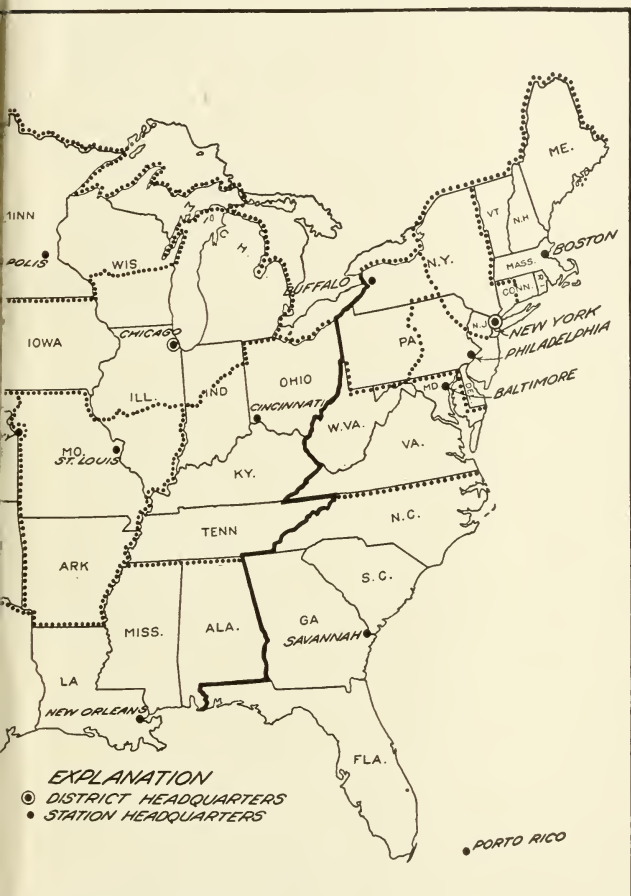 ME.
VT
N.H
MINN
POLIS
WIS
M I C H.
N.Y.
BOSTON
MASS.
CONN.
R.I.
BUFFALO
N.J
NEW YORK
PHILADELPHIA
IOWA
CHICAGO
PA
OHIO
IND
ILL.
MD
DEL
BALTIMORE
CINCINNATI
W.VA.
VA.
MO.
ST. LOUIS
KY.
N.C.
TENN
ARK
S.C.
MISS.
ALA.
GA
SAVANNAH
LA
NEW ORLEANS
FLA.
EXPLANATION
DISTRICT HEADQUARTERS
STATION HEADQUARTERS
PORTO RICO